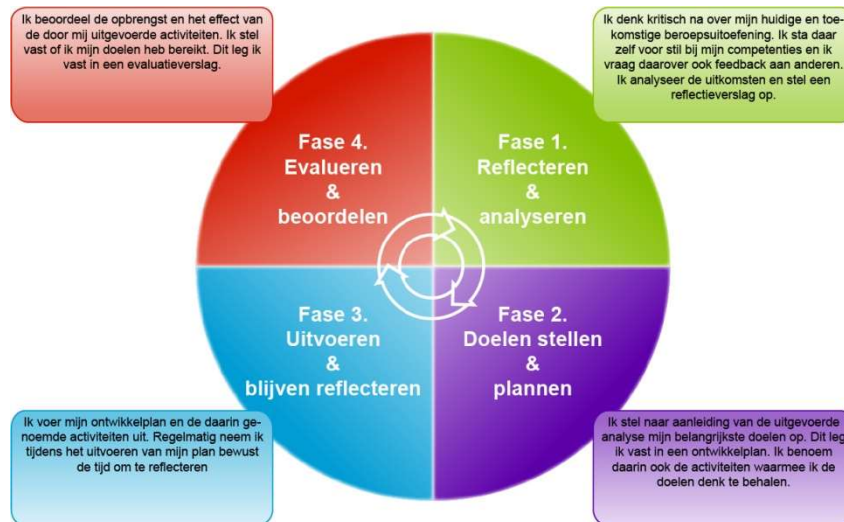 Ik beoordeel de opbrengst en het effect van
de door mij uitgevoerde activiteiten. Ik stel
vast of ik mijn doelen heb bereikt. Dit leg ik
vast in een evaluatieverslag.
Ik denk kritisch na over mijn huidige en toe-
komstige beroepsuitoefening. Ik sta daar
zelf voor stil bij mijn competenties en ik
vraag daarover ook feedback aan anderen.
Ik analyseer de uitkomsten en stel een
reflectieverslag op.
Fase 4.
Evalueren
&
beoordelen
Fase 1.
Reflecteren
&
analyseren
Fase 3.
Uitvoeren
&
blijven reflecteren
Fase 2.
Doelen stellen
&
plannen
Ik voer mijn ontwikkelplan en de daarin ge-
noemde activiteiten uit. Regelmatig neem ik
tijdens het uitvoeren van mijn plan bewust
de tijd om te reflecteren
Ik stel naar aanleiding van de uitgevoerde
analyse mijn belangrijkste doelen op. Dit leg
ik vast in een ontwikkelplan. Ik benoem
daarin ook de activiteiten waarmee ik de
doelen denk te behalen.